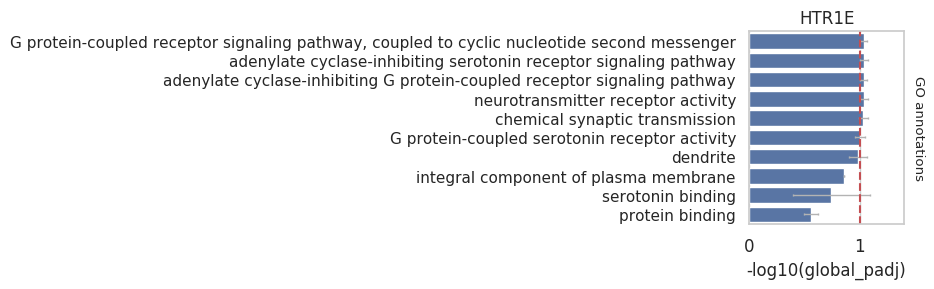 HTR1E
G protein-coupled receptor signaling pathway, coupled to cyclic nucleotide second messenger
adenylate cyclase-inhibiting serotonin receptor signaling pathway
adenylate cyclase-inhibiting G protein-coupled receptor signaling pathway
neurotransmitter receptor activity
chemical synaptic transmission
G protein-coupled serotonin receptor activity
dendrite
integral component of plasma membrane
serotonin binding
protein binding
GO annotations
0 1
-log10(global_padj)